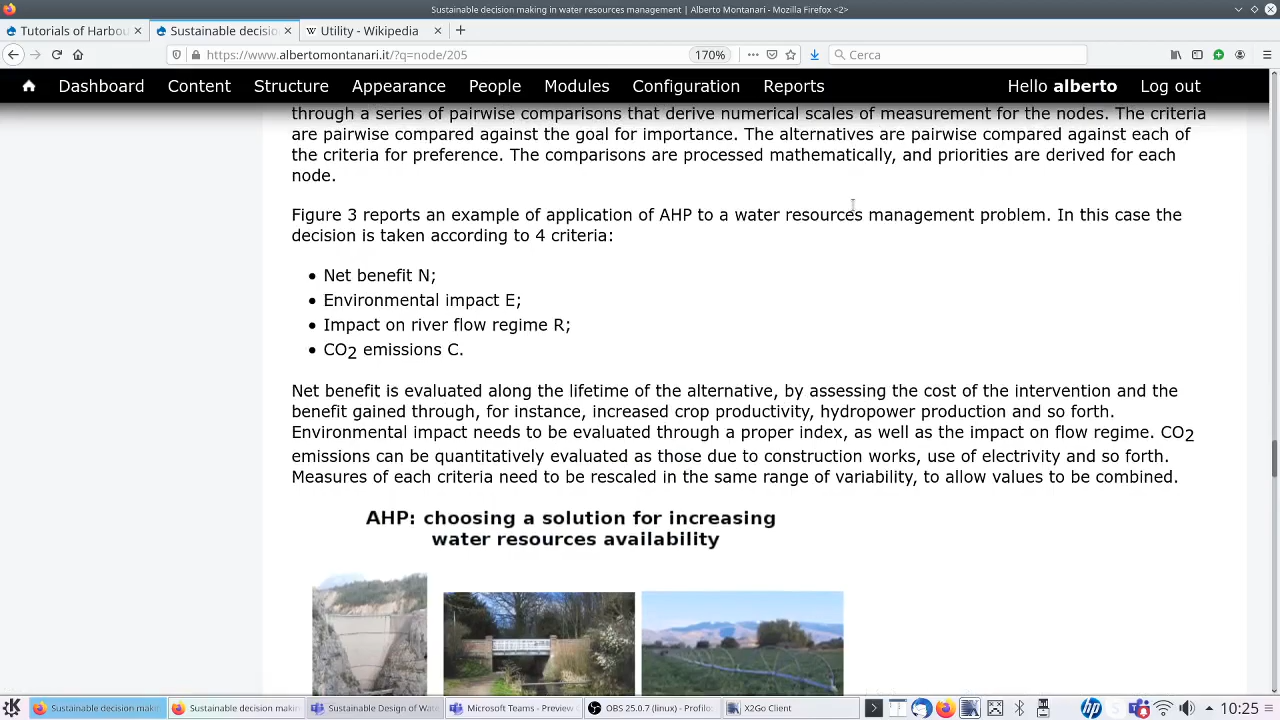 Sustainable decision making in water resources management | Alberto Montanari - Mozilla Firefox <2>
Tutorials of Harbou
Sustainable decisio
Utility - Wikipedia
https://www.albertomontanari.it/?q=node/205
170%
Cerca
Dashboard Content Structure Appearance People Modules Configuration Reports Hello alberto Log out
through a series of pairwise comparisons that derive numerical scales of measurement for the nodes. The criteria
are pairwise compared against the goal for importance. The alternatives are pairwise compared against each of
the criteria for preference. The comparisons are processed mathematically, and priorities are derived for each
node.
Figure 3 reports an example of application of AHP to a water resources management problem. In this case the
decision is taken according to 4 criteria:
• Net benefit N;
• Environmental impact E;
• Impact on river flow regime R;
• CO2 emissions C.
Net benefit is evaluated along the lifetime of the alternative, by assessing the cost of the intervention and the
benefit gained through, for instance, increased crop productivity, hydropower production and so forth.
Environmental impact needs to be evaluated through a proper index, as well as the impact on flow regime. CO2
emissions can be quantitatively evaluated as those due to construction works, use of electrivity and so forth.
Measures of each criteria need to be rescaled in the same range of variability, to allow values to be combined.
AHP: choosing a solution for increasing
water resources availability
Sustainable decision makin
Sustainable decision makin
Sustainable Design of Wate
Microsoft Teams - Preview
OBS 25.0.7 (linux) - Profilo:
X2Go Client
10:25